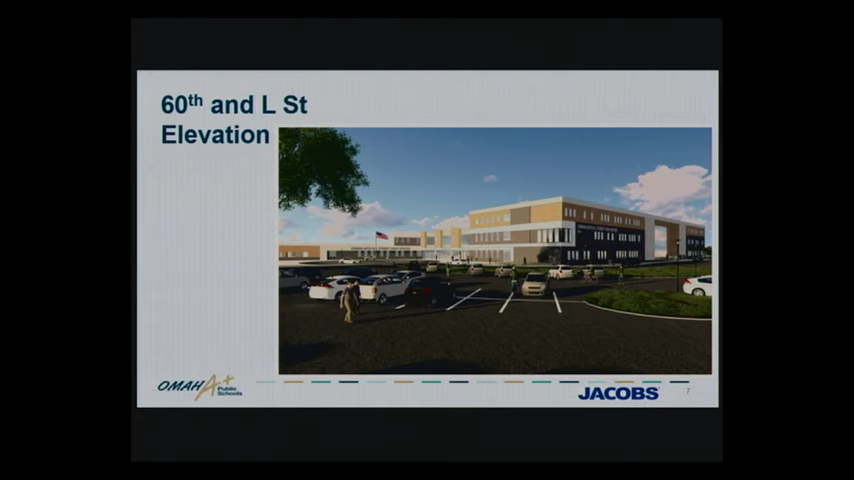 60th and L St
Elevation
OMAHA A+
Public
Schools
JACOBS
7